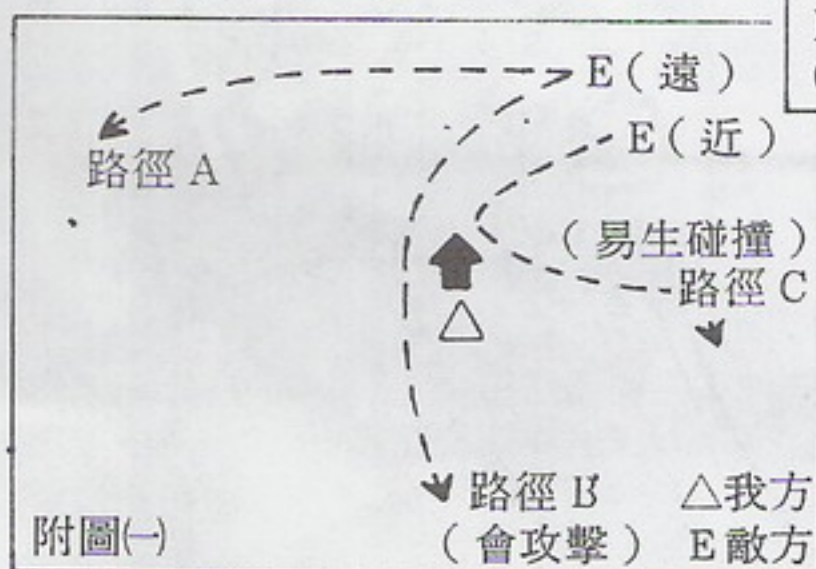 E（遠）
E（近）
路徑 A
（易生碰撞）
路徑 C
路徑 B　△我方
（會攻擊）　E敵方
附圖㈠